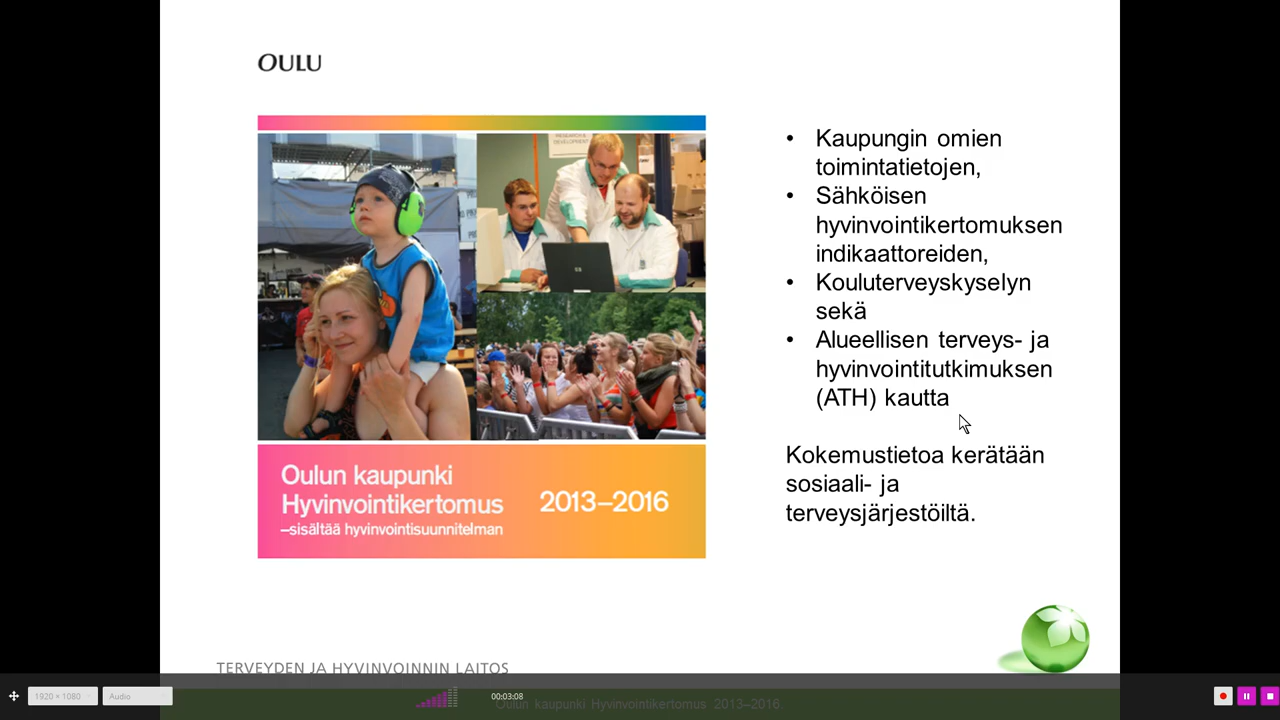 OULU
RESEARCH &
DEVELOPMENT
Oulun kaupunki
Hyvinvointikertomus
–sisältää hyvinvointisuunnitelman
2013–2016
• Kaupungin omien
toimintatietojen,
• Sähköisen
hyvinvointikertomuksen
indikaattoreiden,
• Kouluterveyskyselyn
sekä
• Alueellisen terveys- ja
hyvinvointitutkimuksen
(ATH) kautta
Kokemustietoa kerätään
sosiaali- ja
terveysjärjestöiltä.
TERVEYDEN JA HYVINVOINNIN LAITOS
1920 × 1080
Audio
00:03:08
Oulun kaupunki Hyvinvointikertomus 2013–2016.